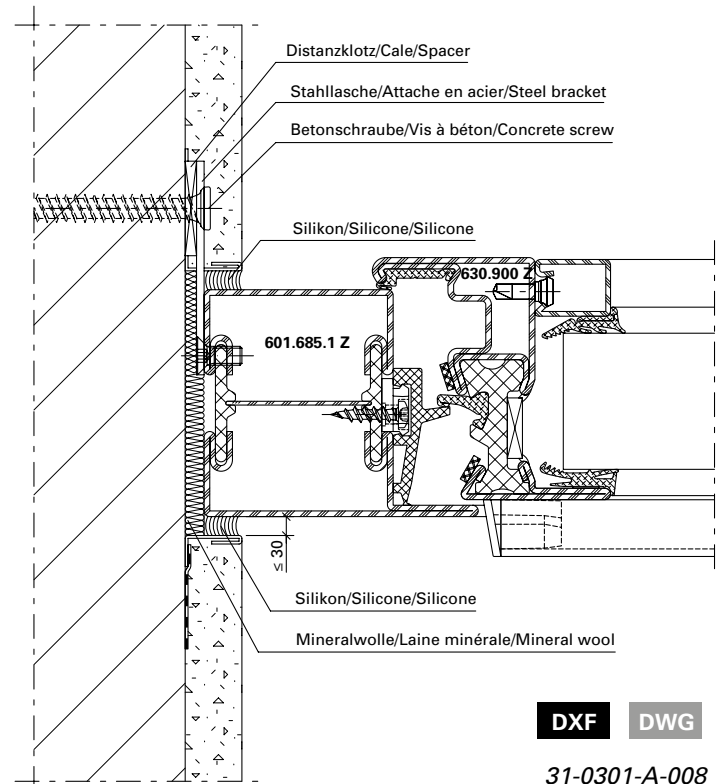 Distanzklotz/Cale/Spacer
Stahllasche/Attache en acier/Steel bracket
Betonschraube/Vis à béton/Concrete screw
Silikon/Silicone/Silicone
630.900 Z
601.685.1 Z
≤ 30
Silikon/Silicone/Silicone
Mineralwolle/Laine minérale/Mineral wool
DXF DWG
31-0301-A-008